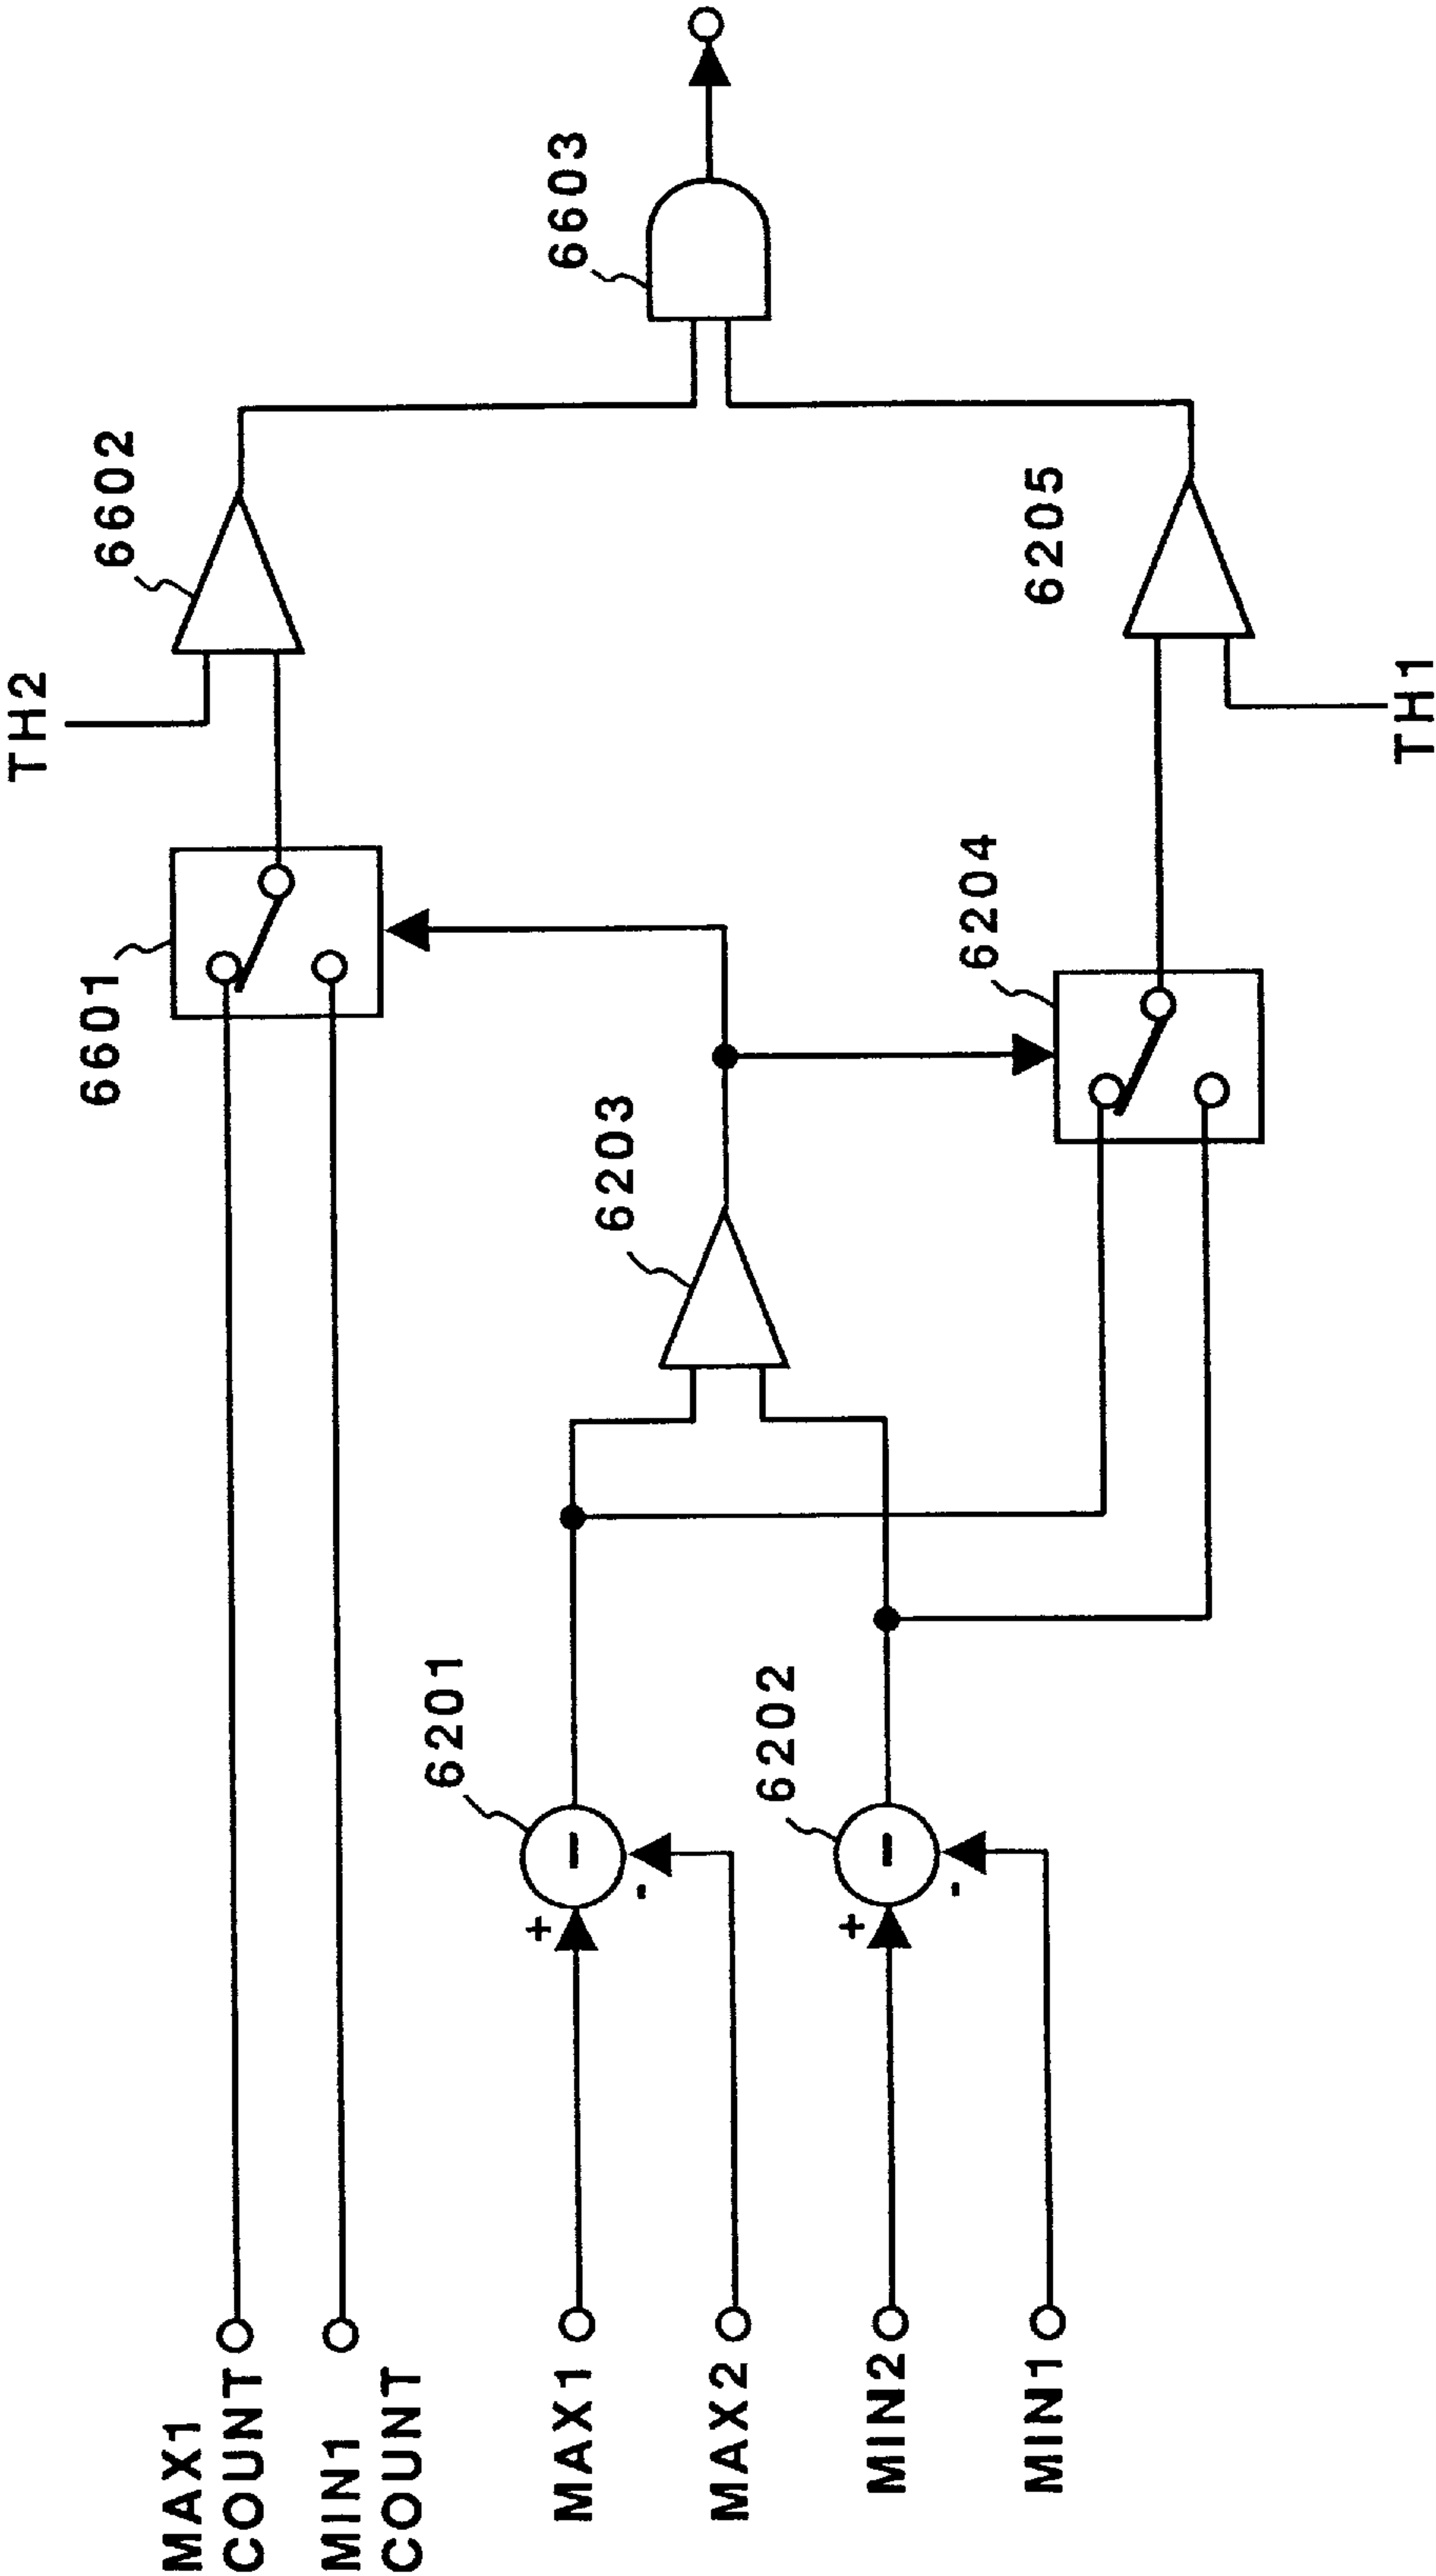 MAX1
COUNT
MIN1
COUNT
MAX1
MAX2
MIN2
MIN1
+
-
+
-
6201
6202
6203
6601
6204
TH2
TH1
6602
6205
6603